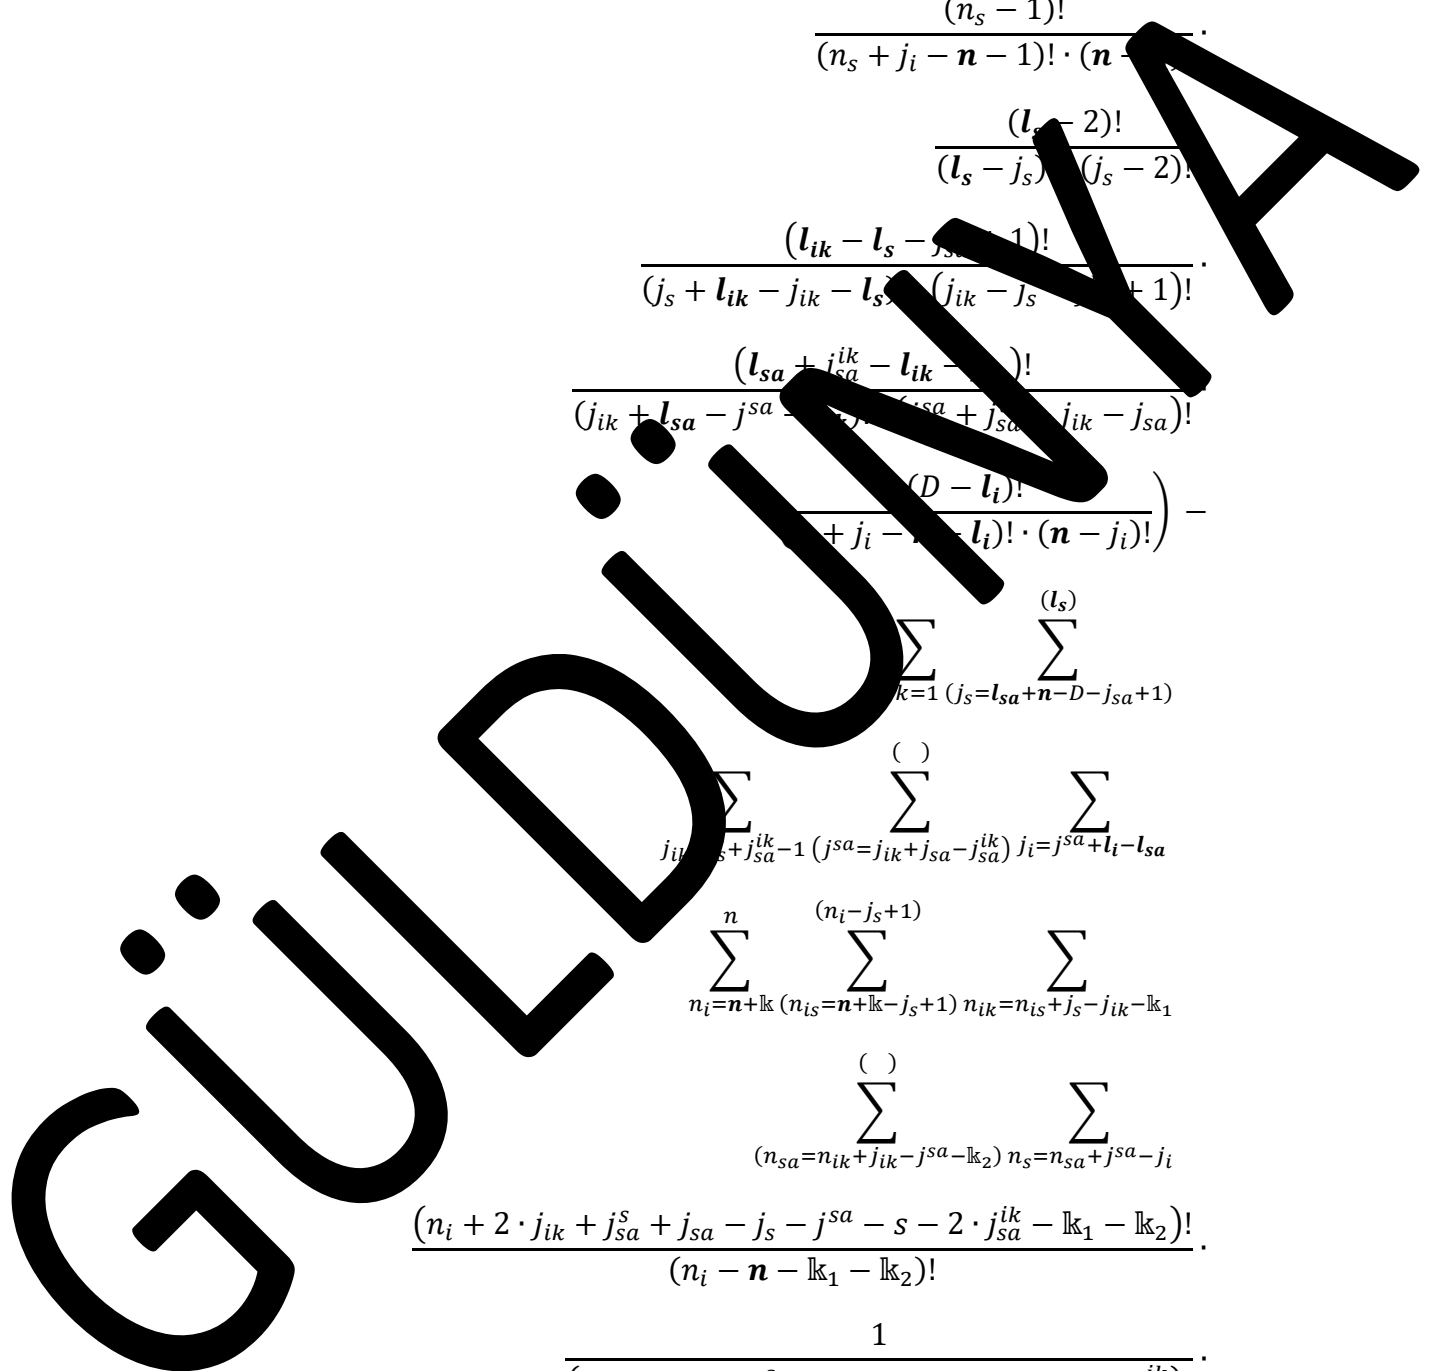 (n_s − 1)!
(n_s + j_i − n − 1)! · (n − ·
(l_s − 2)!
(l_s − j_s) (j_s − 2)!
(l_ik − l_s − 1)!
(j_s + l_ik − j_ik − l_s) (j_ik − j_s + 1)! ·
(l_sa + j_sa^ik − l_ik − )!
(j_ik + l_sa − j^sa − + j_ik − j_sa)!
(D − l_i)!
+ j_i − − l_i)! · (n − j_i)! ) −
(l_s)
∑ ∑
k=1 (j_s=l_sa+n−D−j_sa+1)
( )
∑ ∑ ∑
j_ik +j_sa^ik−1 (j^sa=j_ik+j_sa−j_sa^ik) j_i=j^sa+l_i−l_sa
n (n_i−j_s+1)
∑ ∑ ∑
n_i=n+𝕜 (n_is=n+𝕜−j_s+1) n_ik=n_is+j_s−j_ik−𝕜_1
( )
∑ ∑
(n_sa=n_ik+j_ik−j^sa−𝕜_2) n_s=n_sa+j^sa−j_i
(n_i + 2 · j_ik + j_sa^s + j_sa − j_s − j^sa − s − 2 · j_sa^ik − 𝕜_1 − 𝕜_2)!
(n_i − n − 𝕜_1 − 𝕜_2)! ·
1
GÜLDÜNYA